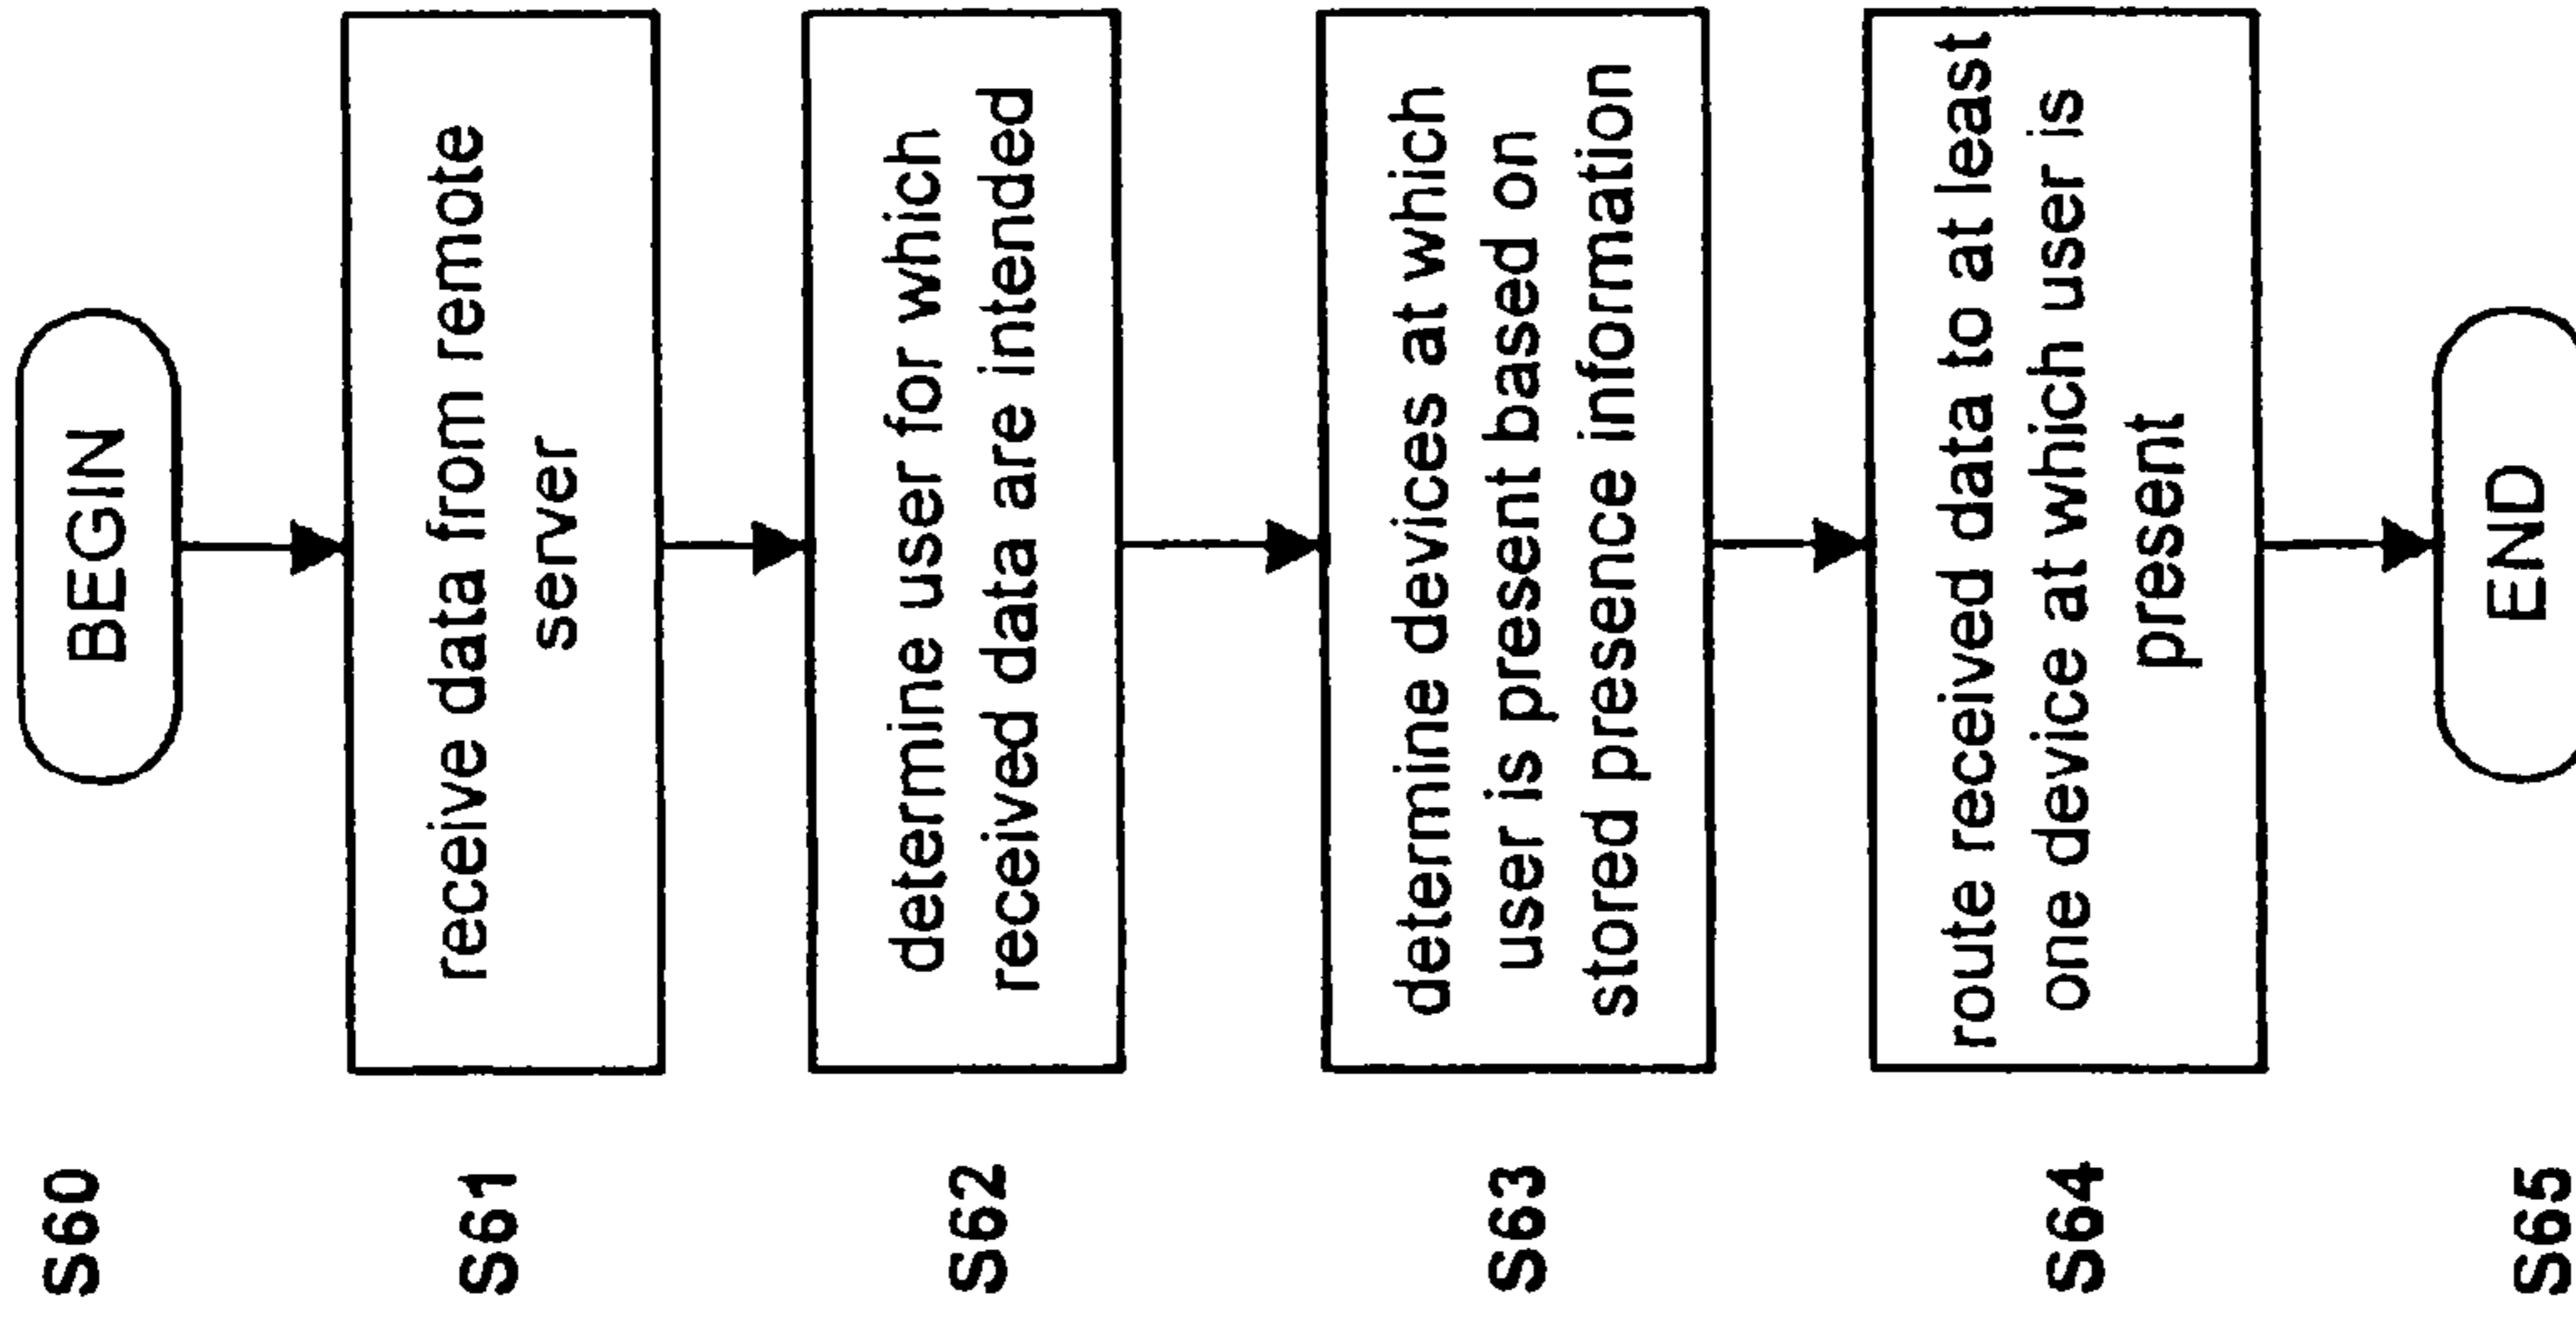 S60
BEGIN
S61
receive data from remote
server
S62
determine user for which
received data are intended
S63
determine devices at which
user is present based on
stored presence information
S64
route received data to at least
one device at which user is
present
S65
END